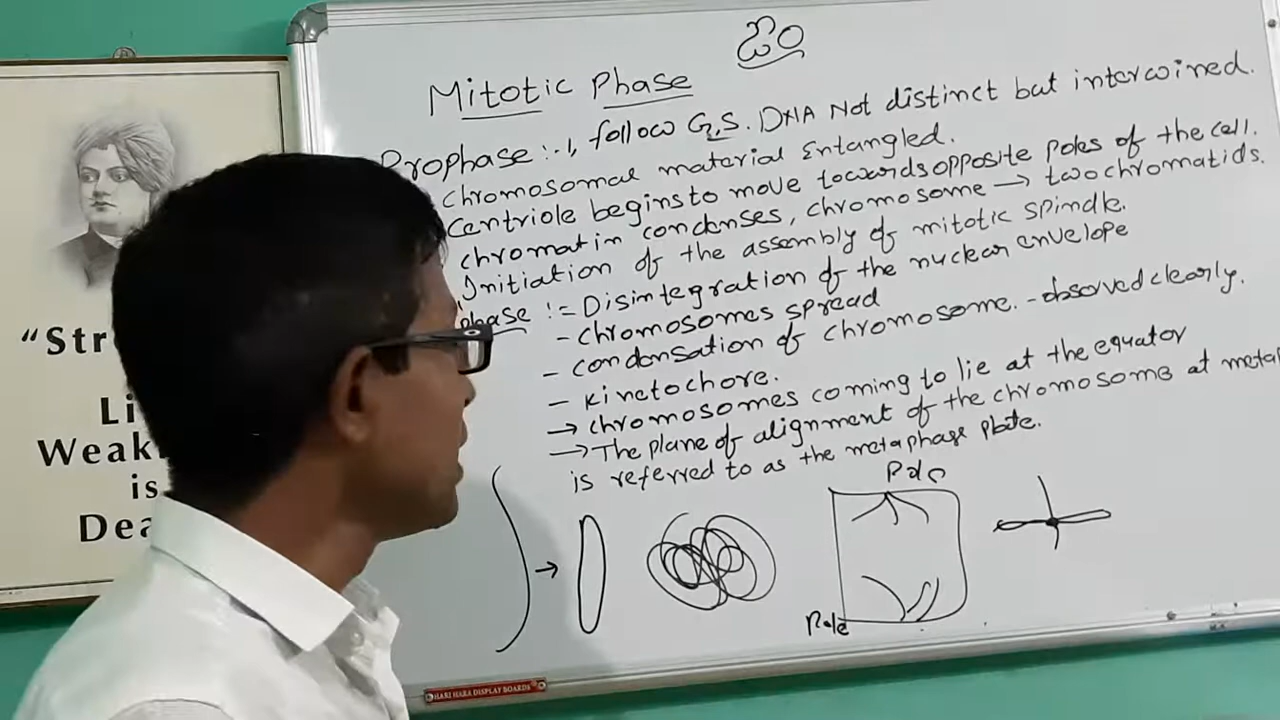 ఓం
Mitotic Phase
Prophase :- 1, follow G, S. DNA Not distinct but intercoined.
chromosomal material Entangled.
Centriole begins to move towards opposite poles of the cell.
chromatin condenses, chromosome → two chromatids.
Initiation of the assembly of mitotic spindle.
phase := Disintegration of the nuclear envelope
- chromosomes spread
- condensation of chromosome. - observed clearly.
- Kinetochore.
→ chromosomes coming to lie at the equator
→ The plane of alignment of the chromosomes at meta
is referred to as the metaphase plate.
Pole
Pole
"Str
Li
Weak
is
Dea
HARI HARA DISPLAY BOARDS